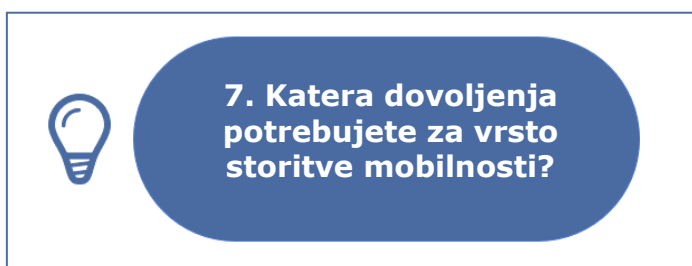 7. Katera dovoljenja
potrebujete za vrsto
storitve mobilnosti?